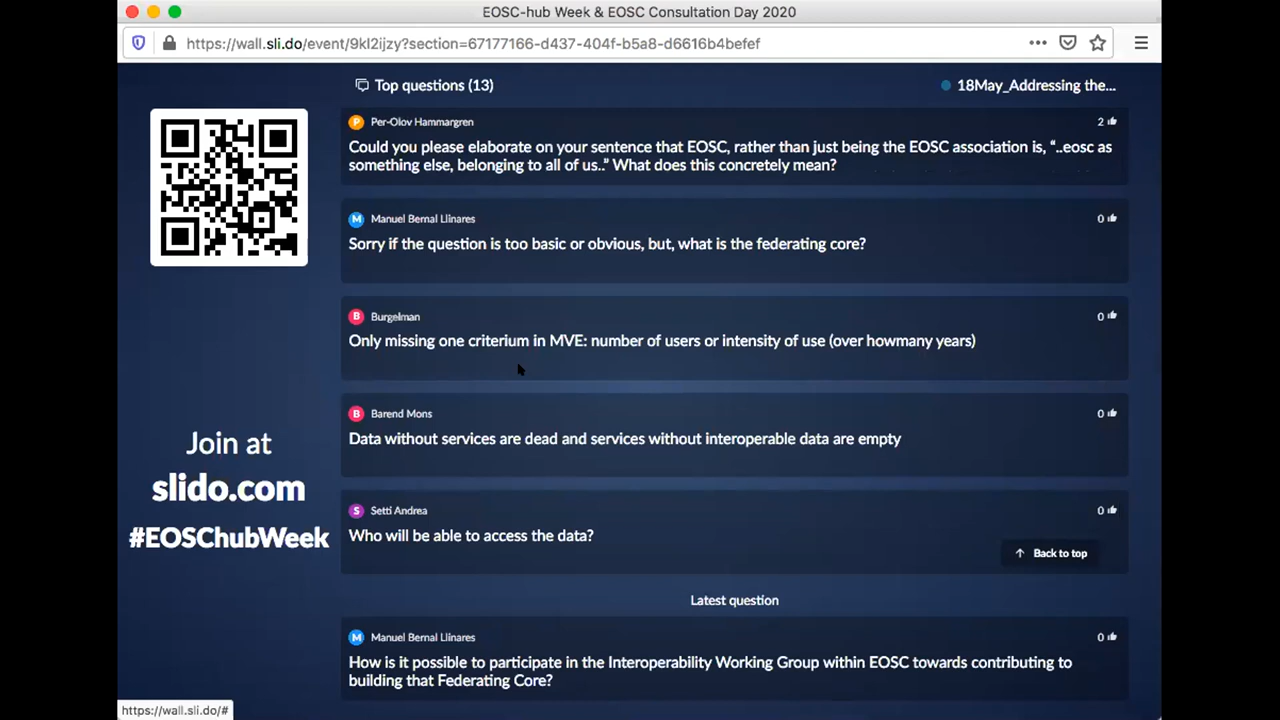 EOSC-hub Week & EOSC Consultation Day 2020
https://wall.sli.do/event/9kI2ijzy?section=67177166-d437-404f-b5a8-d6616b4befef
Top questions (13)
18May_Addressing the...
P Per-Olov Hammargren 2
Could you please elaborate on your sentence that EOSC, rather than just being the EOSC association is, “..eosc as
something else, belonging to all of us..” What does this concretely mean?
M Manuel Bernal Llinares 0
Sorry if the question is too basic or obvious, but, what is the federating core?
B Burgelman 0
Only missing one criterium in MVE: number of users or intensity of use (over howmany years)
B Barend Mons 0
Data without services are dead and services without interoperable data are empty
S Setti Andrea 0
Who will be able to access the data?
Back to top
Latest question
M Manuel Bernal Llinares 0
How is it possible to participate in the Interoperability Working Group within EOSC towards contributing to
building that Federating Core?
Join at
slido.com
#EOSChubWeek
https://wall.sli.do/#